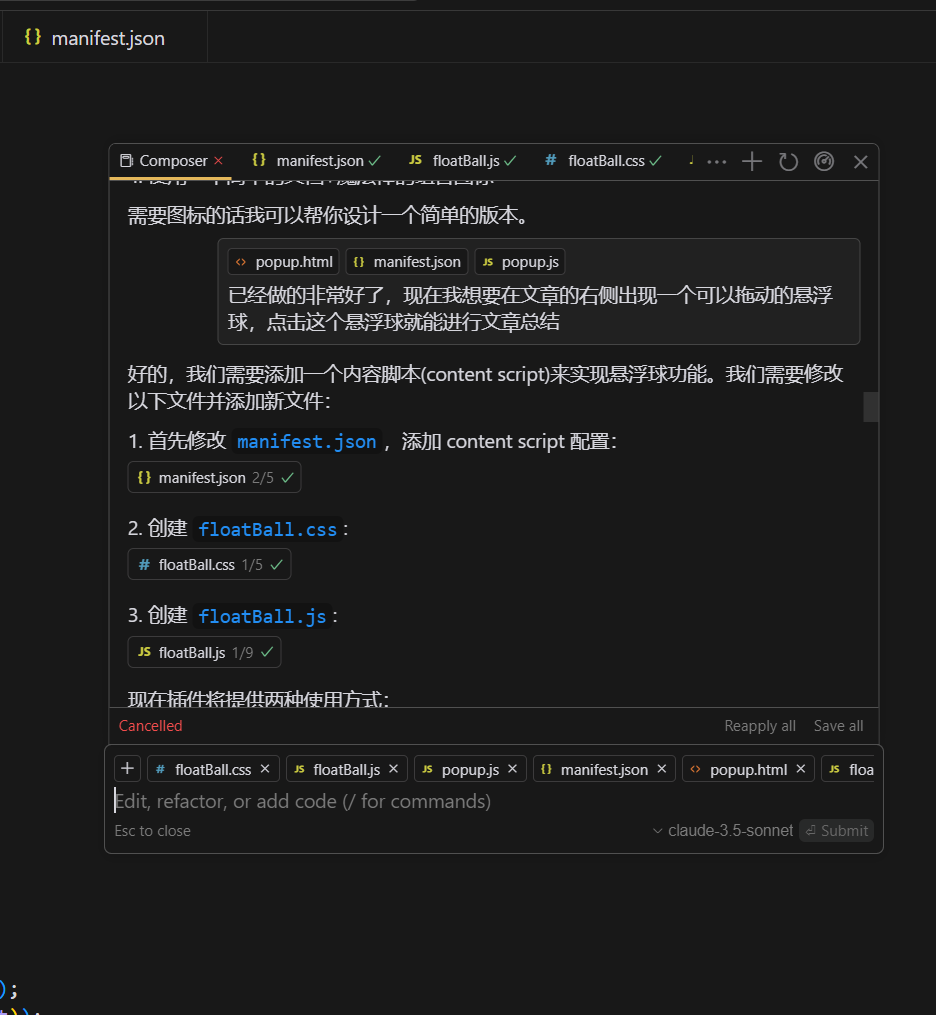 {} manifest.json
Composer × {} manifest.json ✓ JS floatBall.js ✓ # floatBall.css ✓ ... + ×
需要图标的话我可以帮你设计一个简单的版本。
<> popup.html {} manifest.json JS popup.js
已经做的非常好了，现在我想要在文章的右侧出现一个可以拖动的悬浮
球，点击这个悬浮球就能进行文章总结
好的，我们需要添加一个内容脚本(content script)来实现悬浮球功能。我们需要修改
以下文件并添加新文件：
1. 首先修改 manifest.json，添加 content script 配置：
{} manifest.json 2/5 ✓
2. 创建 floatBall.css：
# floatBall.css 1/5 ✓
3. 创建 floatBall.js：
JS floatBall.js 1/9 ✓
现在插件将提供两种使用方式：
Cancelled Reapply all Save all
+ # floatBall.css × JS floatBall.js × JS popup.js × {} manifest.json × <> popup.html × JS floa
Edit, refactor, or add code (/ for commands)
Esc to close claude-3.5-sonnet ⏎ Submit
);